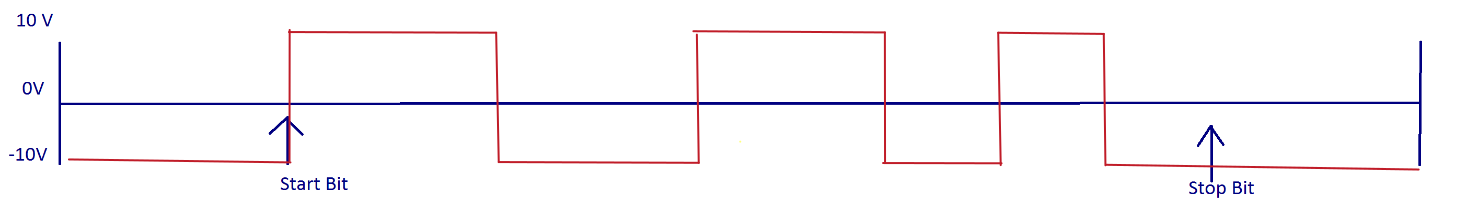 10 V
0V
-10V
Start Bit
Stop Bit